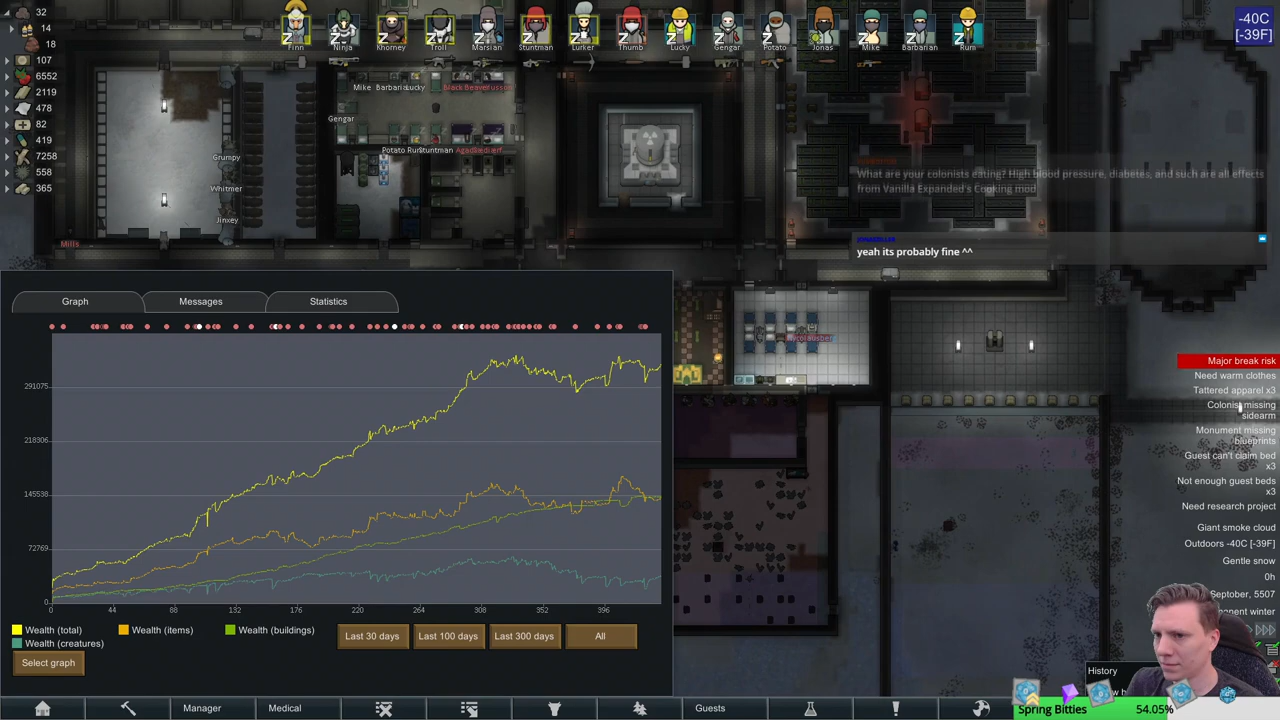 32
14
18
107
6552
2119
478
82
419
7258
558
365
Finn
Ninja
Khorney
Troll
Marsian
Stuntman
Lurker
Thumb
Lucky
Gengar
Potato
Jonas
Mike
Barbarian
Rum
-40C
[-39F]
Gengar
Grumpy
Whitmer
Jinxey
Mills
What are your colonists eating? High blood pressure, diabetes, and such are all effects
from Vanilla Expanded's Cooking mod
yeah its probably fine ^^
Graph
Messages
Statistics
291075
218306
145538
72769
0
0
44
88
132
176
220
264
308
352
396
Wealth (total)
Wealth (items)
Wealth (buildings)
Wealth (creatures)
Last 30 days
Last 100 days
Last 300 days
All
Select graph
Major break risk
Need warm clothes
Tattered apparel x3
Colonist missing
sidearm
Monument missing
blueprints
Guest can't claim bed
x3
Not enough guest beds
x3
Need research project
Giant smoke cloud
Outdoors -40C [-39F]
Gentle snow
0h
September, 5507
winter
History
Manager
Medical
Guests
Spring Bitties
54.05%